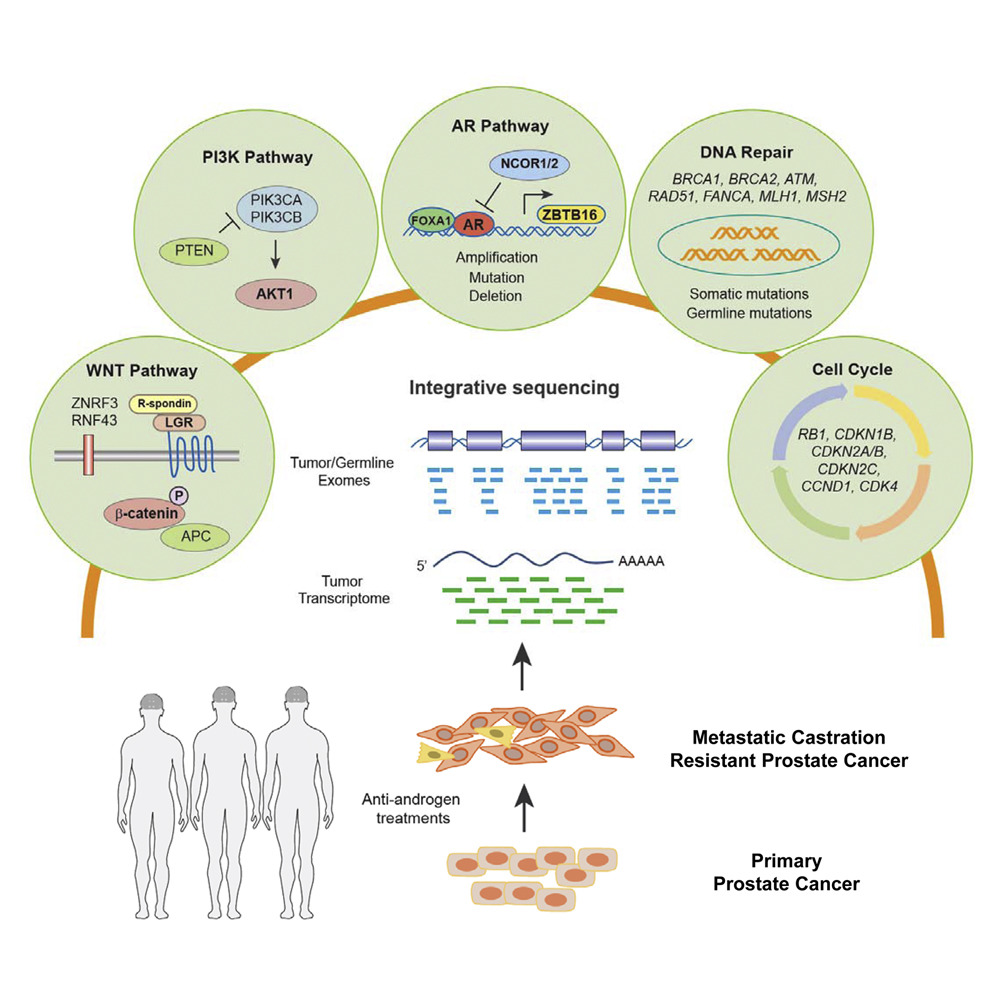 AR Pathway
NCOR1/2
FOXA1
AR
ZBTB16
Amplification
Mutation
Deletion
PI3K Pathway
PIK3CA
PIK3CB
PTEN
AKT1
DNA Repair
BRCA1, BRCA2, ATM,
RAD51, FANCA, MLH1, MSH2
Somatic mutations
Germline mutations
WNT Pathway
ZNRF3
RNF43
R-spondin
LGR
P
β-catenin
APC
Cell Cycle
RB1, CDKN1B,
CDKN2A/B,
CDKN2C,
CCND1, CDK4
Integrative sequencing
Tumor/Germline
Exomes
5'
AAAAA
Tumor
Transcriptome
Metastatic Castration
Resistant Prostate Cancer
Anti-androgen
treatments
Primary
Prostate Cancer